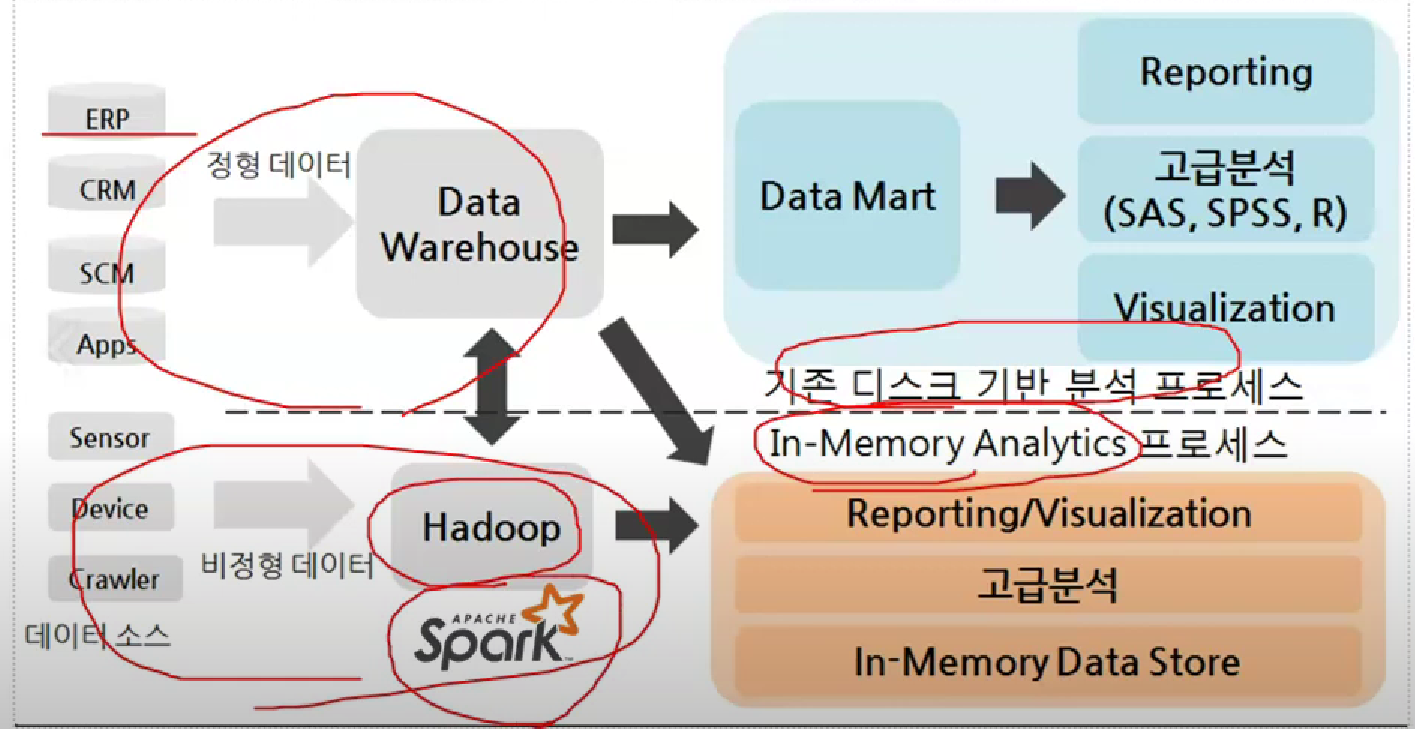 ERP
CRM
SCM
Apps
정형 데이터
Data
Warehouse
Data Mart
Reporting
고급분석
(SAS, SPSS, R)
Visualization
기존 디스크 기반 분석 프로세스
In-Memory Analytics 프로세스
Sensor
Device
Crawler
데이터 소스
비정형 데이터
Hadoop
APACHE
Spark
TM
Reporting/Visualization
고급분석
In-Memory Data Store